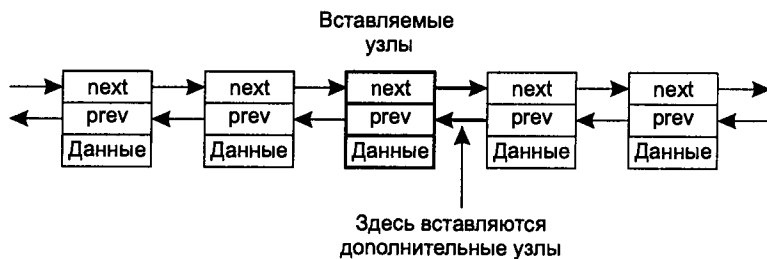 Вставляемые
узлы
next next next next next
prev prev prev prev prev
Данные Данные Данные Данные Данные
Здесь вставляются
дополнительные узлы